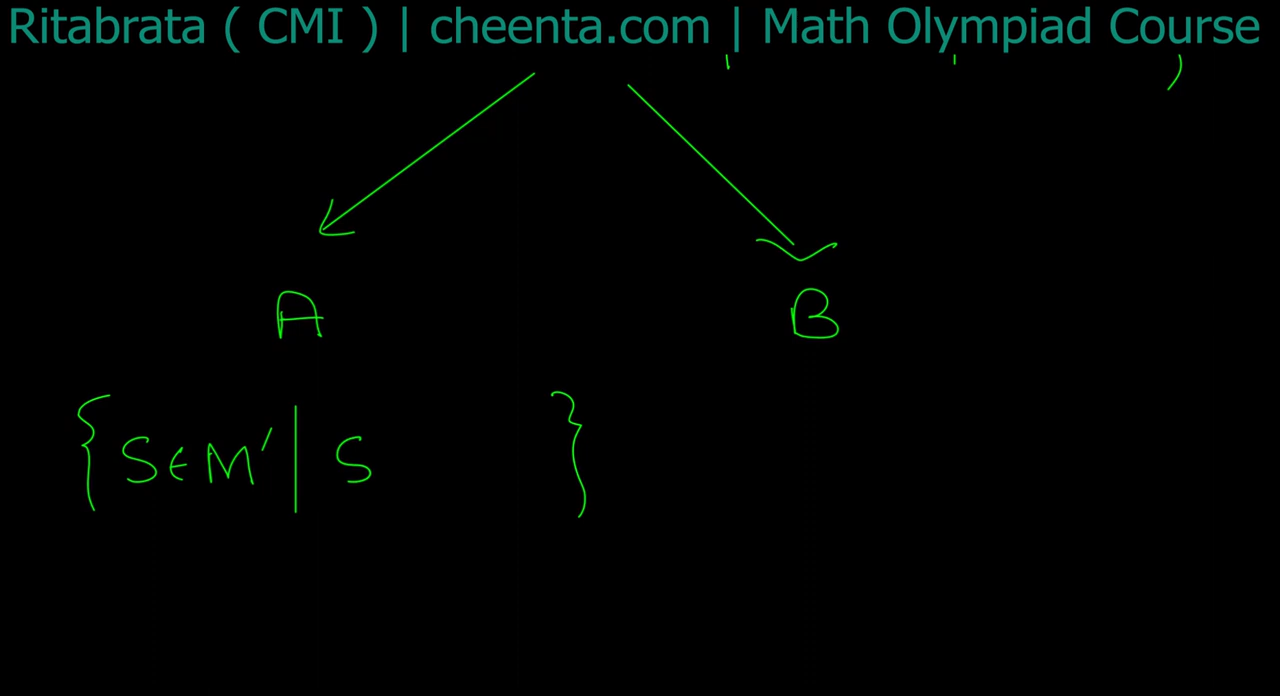 Ritabrata ( CMI ) | cheenta.com | Math Olympiad Course
A B
{ S ∈ M' | S }